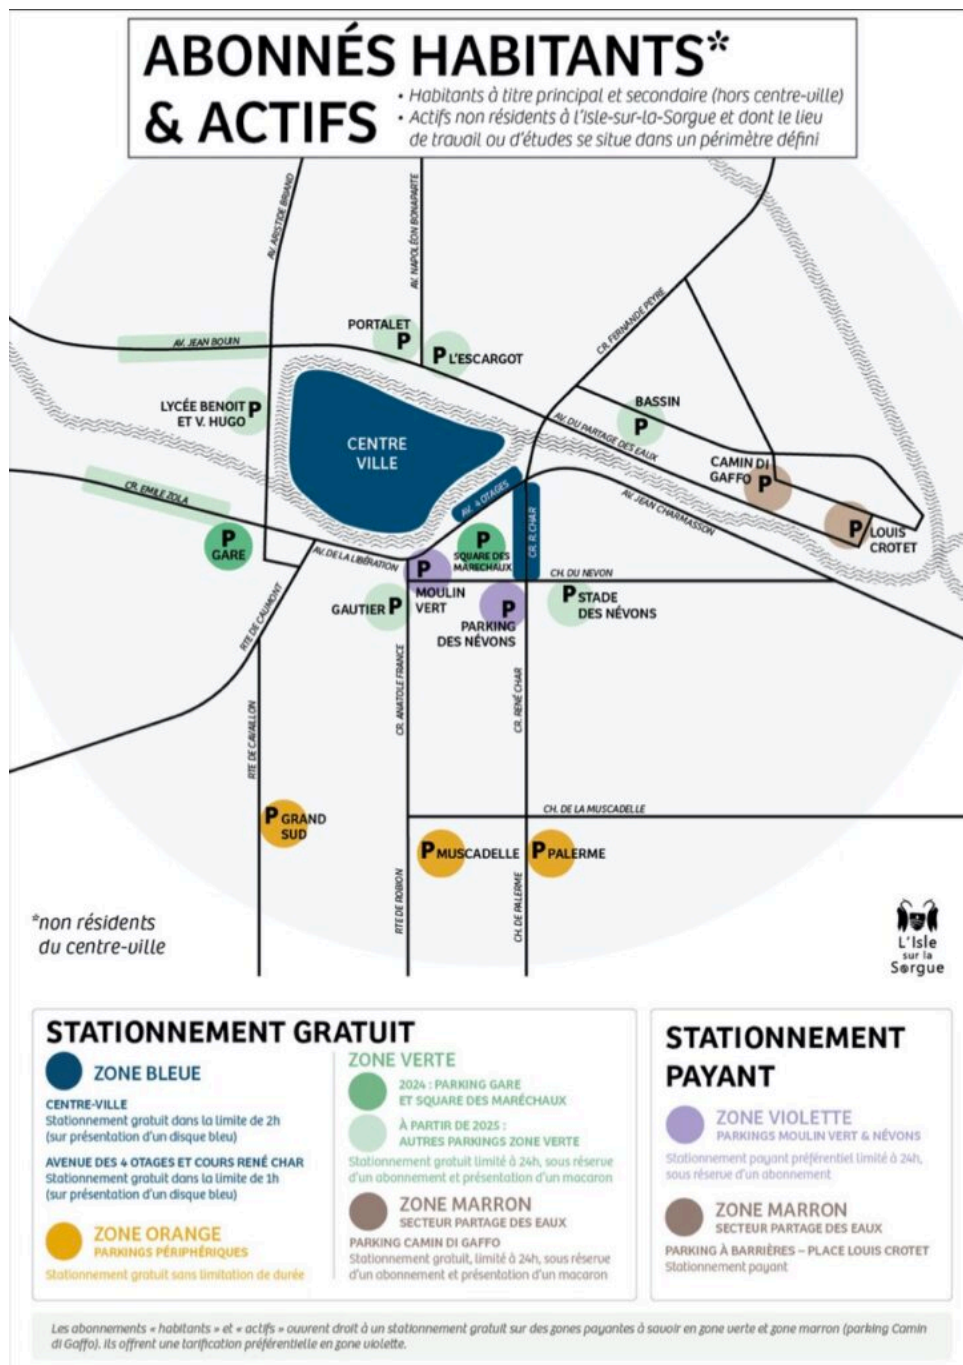 ABONNÉS HABITANTS*
& ACTIFS
• Habitants à titre principal et secondaire (hors centre-ville)
• Actifs non résidents à l'Isle-sur-la-Sorgue et dont le lieu
de travail ou d'études se situe dans un périmètre défini
AV. ARISTIDE BRIAND
AV. NAPOLÉON BONAPARTE
CR. FERNANDE PEYRE
PORTALET
P
P L'ESCARGOT
AV. JEAN BOUIN
LYCÉE BENOIT P
ET V. HUGO
BASSIN
P
AV. DU PARTAGE DES EAUX
CENTRE
VILLE
CAMIN DI
GAFFO P
AV. 4 OTAGES
AV. JEAN CHARMASSON
CR. EMILE ZOLA
CR. R. CHAR
P LOUIS
CROTET
P
GARE
P
SQUARE DES
MARECHAUX
AV. DE LA LIBÉRATION
P
MOULIN
VERT
CH. DU NEVON
GAUTIER P
P
PARKING
DES NÉVONS
P STADE
DES NÉVONS
RTE DE CAUMONT
CR. ANATOLE FRANCE
CR. RENÉ CHAR
RTE DE CAVAILLON
CH. DE LA MUSCADELLE
P GRAND
SUD
P MUSCADELLE
P PALERME
RTE DE ROBION
CH. DE PALERME
*non résidents
du centre-ville
L'Isle
sur la
Sorgue
STATIONNEMENT GRATUIT
ZONE BLEUE
CENTRE-VILLE
Stationnement gratuit dans la limite de 2h
(sur présentation d'un disque bleu)
AVENUE DES 4 OTAGES ET COURS RENÉ CHAR
Stationnement gratuit dans la limite de 1h
(sur présentation d'un disque bleu)
ZONE ORANGE
PARKINGS PÉRIPHÉRIQUES
Stationnement gratuit sans limitation de durée
ZONE VERTE
2024 : PARKING GARE
ET SQUARE DES MARÉCHAUX
À PARTIR DE 2025 :
AUTRES PARKINGS ZONE VERTE
Stationnement gratuit limité à 24h, sous réserve
d'un abonnement et présentation d'un macaron
ZONE MARRON
SECTEUR PARTAGE DES EAUX
PARKING CAMIN DI GAFFO
Stationnement gratuit, limité à 24h, sous réserve
d'un abonnement et présentation d'un macaron
STATIONNEMENT
PAYANT
ZONE VIOLETTE
PARKINGS MOULIN VERT & NÉVONS
Stationnement payant préférentiel limité à 24h,
sous réserve d'un abonnement
ZONE MARRON
SECTEUR PARTAGE DES EAUX
PARKING À BARRIÈRES – PLACE LOUIS CROTET
Stationnement payant
Les abonnements « habitants » et « actifs » ouvrent droit à un stationnement gratuit sur des zones payantes à savoir en zone verte et zone marron (parking Camin
di Gaffo). Ils offrent une tarification préférentielle en zone violette.